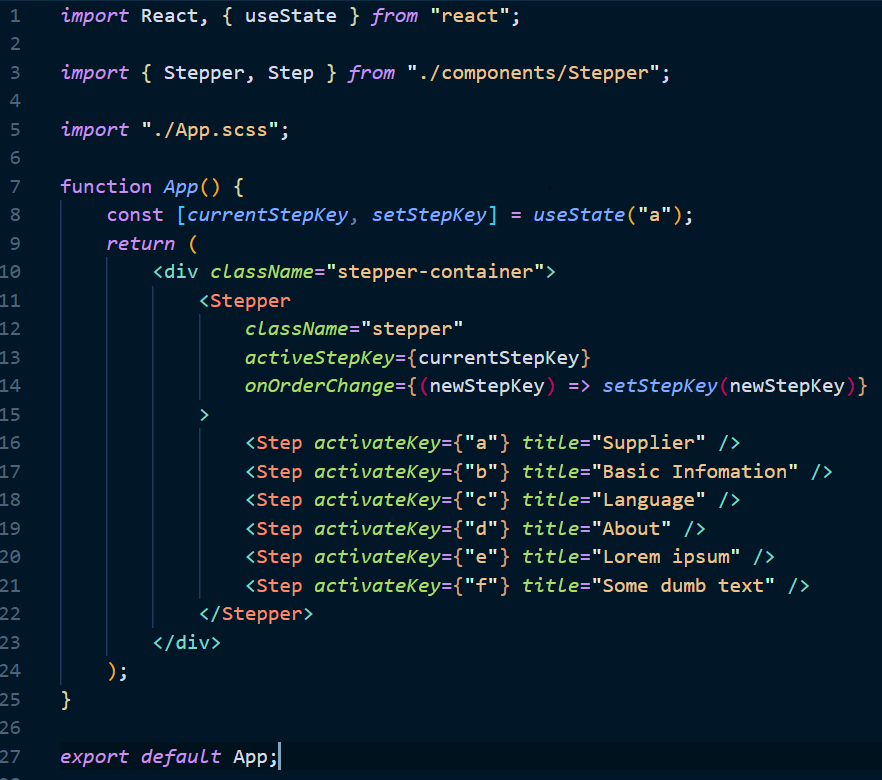 1 import React, { useState } from "react";
2
3 import { Stepper, Step } from "./components/Stepper";
4
5 import "./App.scss";
6
7 function App() {
8 const [currentStepKey, setStepKey] = useState("a");
9 return (
10 <div className="stepper-container">
11 <Stepper
12 className="stepper"
13 activeStepKey={currentStepKey}
14 onOrderChange={(newStepKey) => setStepKey(newStepKey)}
15 >
16 <Step activateKey={"a"} title="Supplier" />
17 <Step activateKey={"b"} title="Basic Infomation" />
18 <Step activateKey={"c"} title="Language" />
19 <Step activateKey={"d"} title="About" />
20 <Step activateKey={"e"} title="Lorem ipsum" />
21 <Step activateKey={"f"} title="Some dumb text" />
22 </Stepper>
23 </div>
24 );
25 }
26
27 export default App;